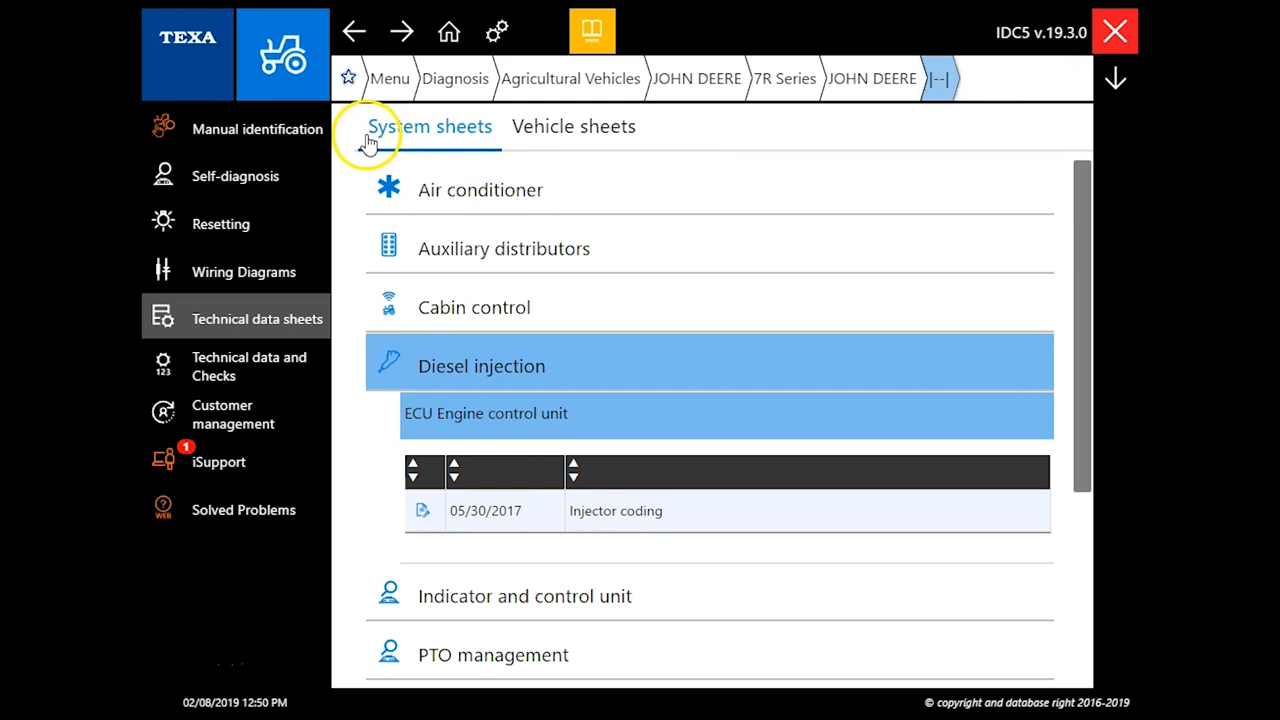 TEXA
IDC5 v.19.3.0
Menu Diagnosis Agricultural Vehicles JOHN DEERE 7R Series JOHN DEERE |--|
Manual identification
Self-diagnosis
Resetting
Wiring Diagrams
Technical data sheets
123
Technical data and
Checks
Customer
management
1
iSupport
WEB
Solved Problems
System sheets Vehicle sheets
Air conditioner
Auxiliary distributors
Cabin control
Diesel injection
ECU Engine control unit
05/30/2017 Injector coding
Indicator and control unit
PTO management
02/08/2019 12:50 PM
© copyright and database right 2016-2019